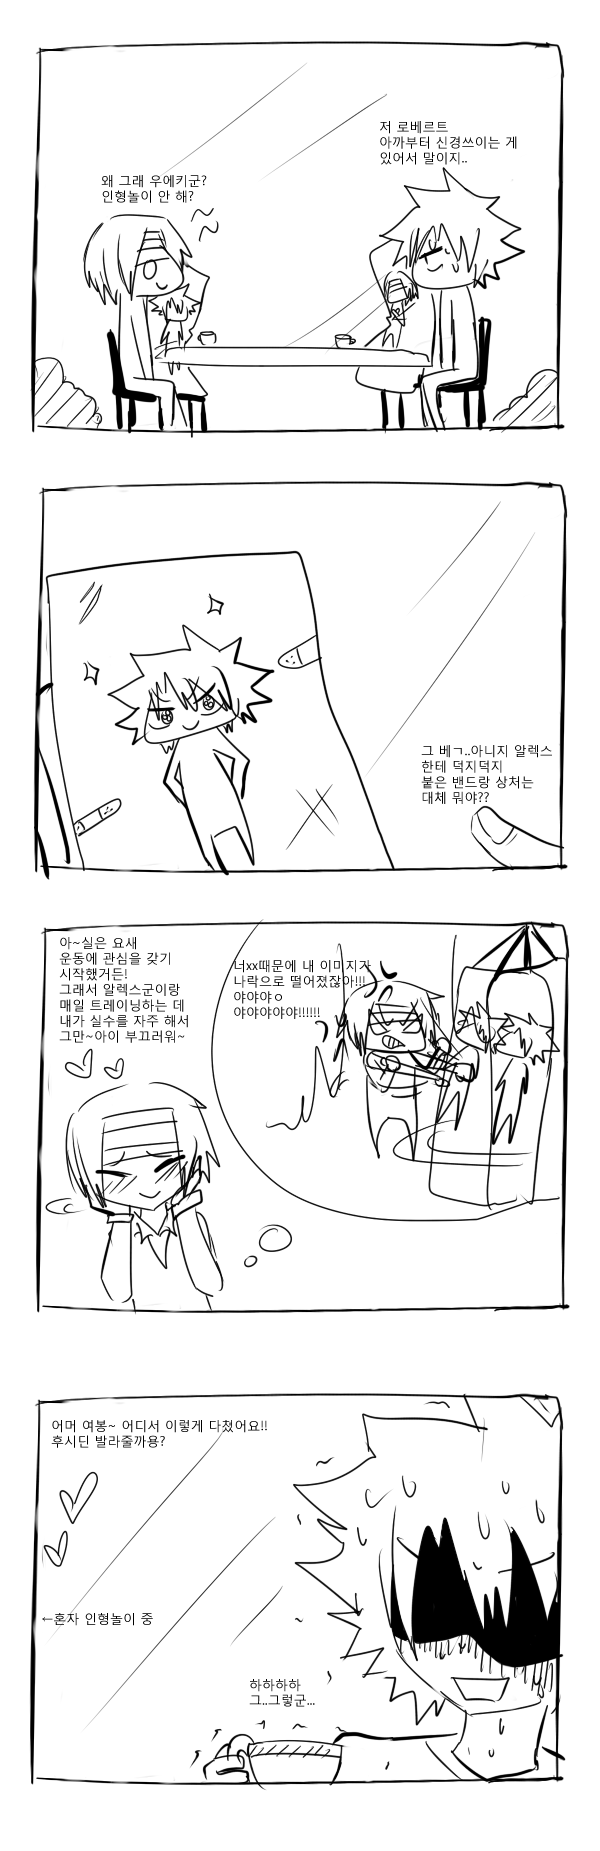 왜 그래 우에키군?
인형놀이 안 해?
저 로베르트
아까부터 신경쓰이는 게
있어서 말이지..
그 베ㄱ..아니지 알렉스
한테 덕지덕지
붙은 밴드랑 상처는
대체 뭐야??
아~실은 요새
운동에 관심을 갖기
시작했거든!
그래서 알렉스군이랑
매일 트레이닝하는 데
내가 실수를 자주 해서
그만~아이 부끄러워~
너xx때문에 내 이미지가
나락으로 떨어졌잖아!!!
야야야ㅇ
야야야야야!!!!!!
어머 여봉~ 어디서 이렇게 다쳤어요!!
후시딘 발라줄까용?
←혼자 인형놀이 중
하하하하
그..그렇군...